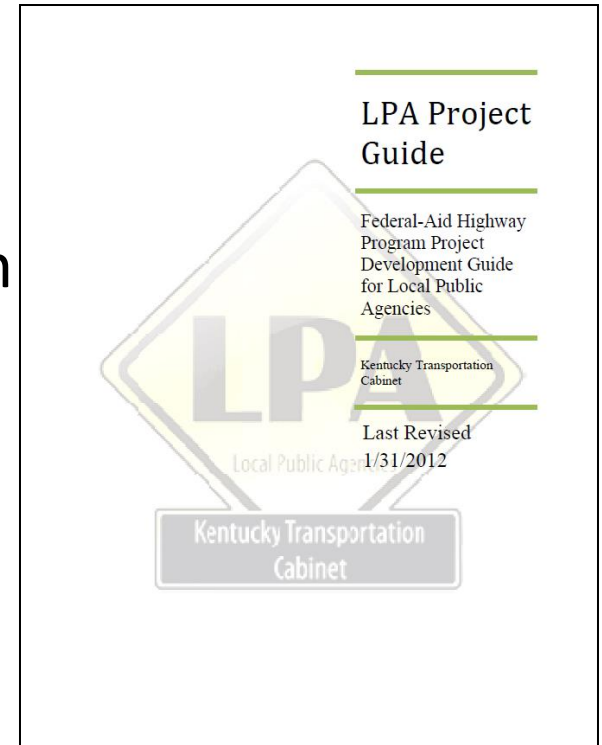 n
LPA Project
Guide
Federal-Aid Highway
Program Project
Development Guide
for Local Public
Agencies
LPA
Kentucky Transportation
Cabinet
Last Revised
Local Public Agencies
1/31/2012
Kentucky Transportation
Cabinet